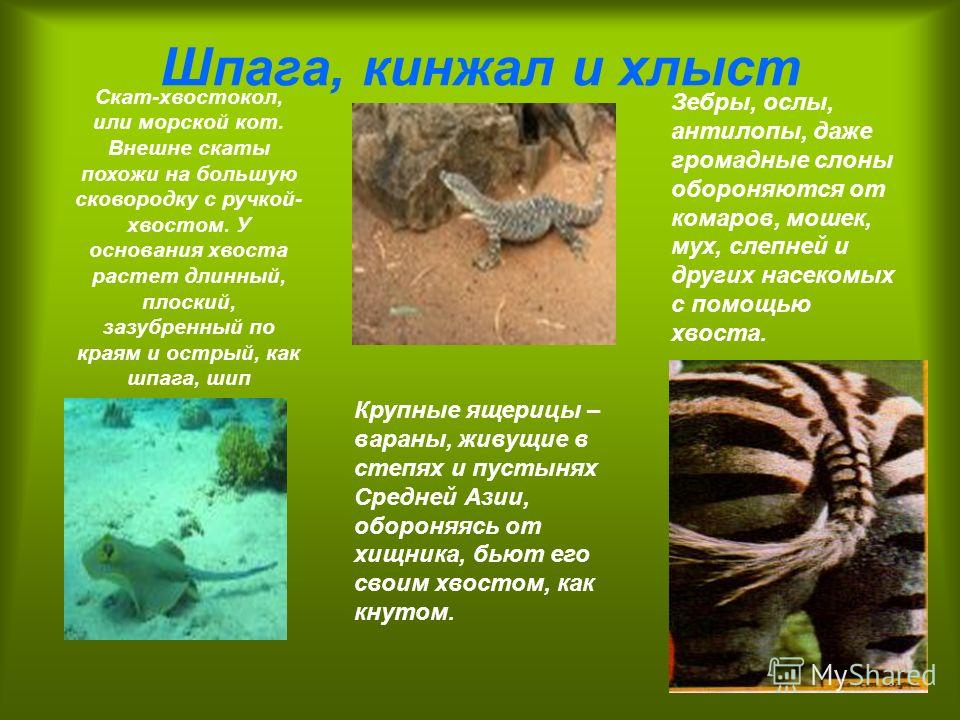 Шпага, кинжал и хлыст
Скат-хвостокол,
или морской кот.
Внешне скаты
похожи на большую
сковородку с ручкой-
хвостом. У
основания хвоста
растет длинный,
плоский,
зазубренный по
краям и острый, как
шпага, шип
Крупные ящерицы –
вараны, живущие в
степях и пустынях
Средней Азии,
обороняясь от
хищника, бьют его
своим хвостом, как
кнутом.
Зебры, ослы,
антилопы, даже
громадные слоны
обороняются от
комаров, мошек,
мух, слепней и
других насекомых
с помощью
хвоста.
MyShared